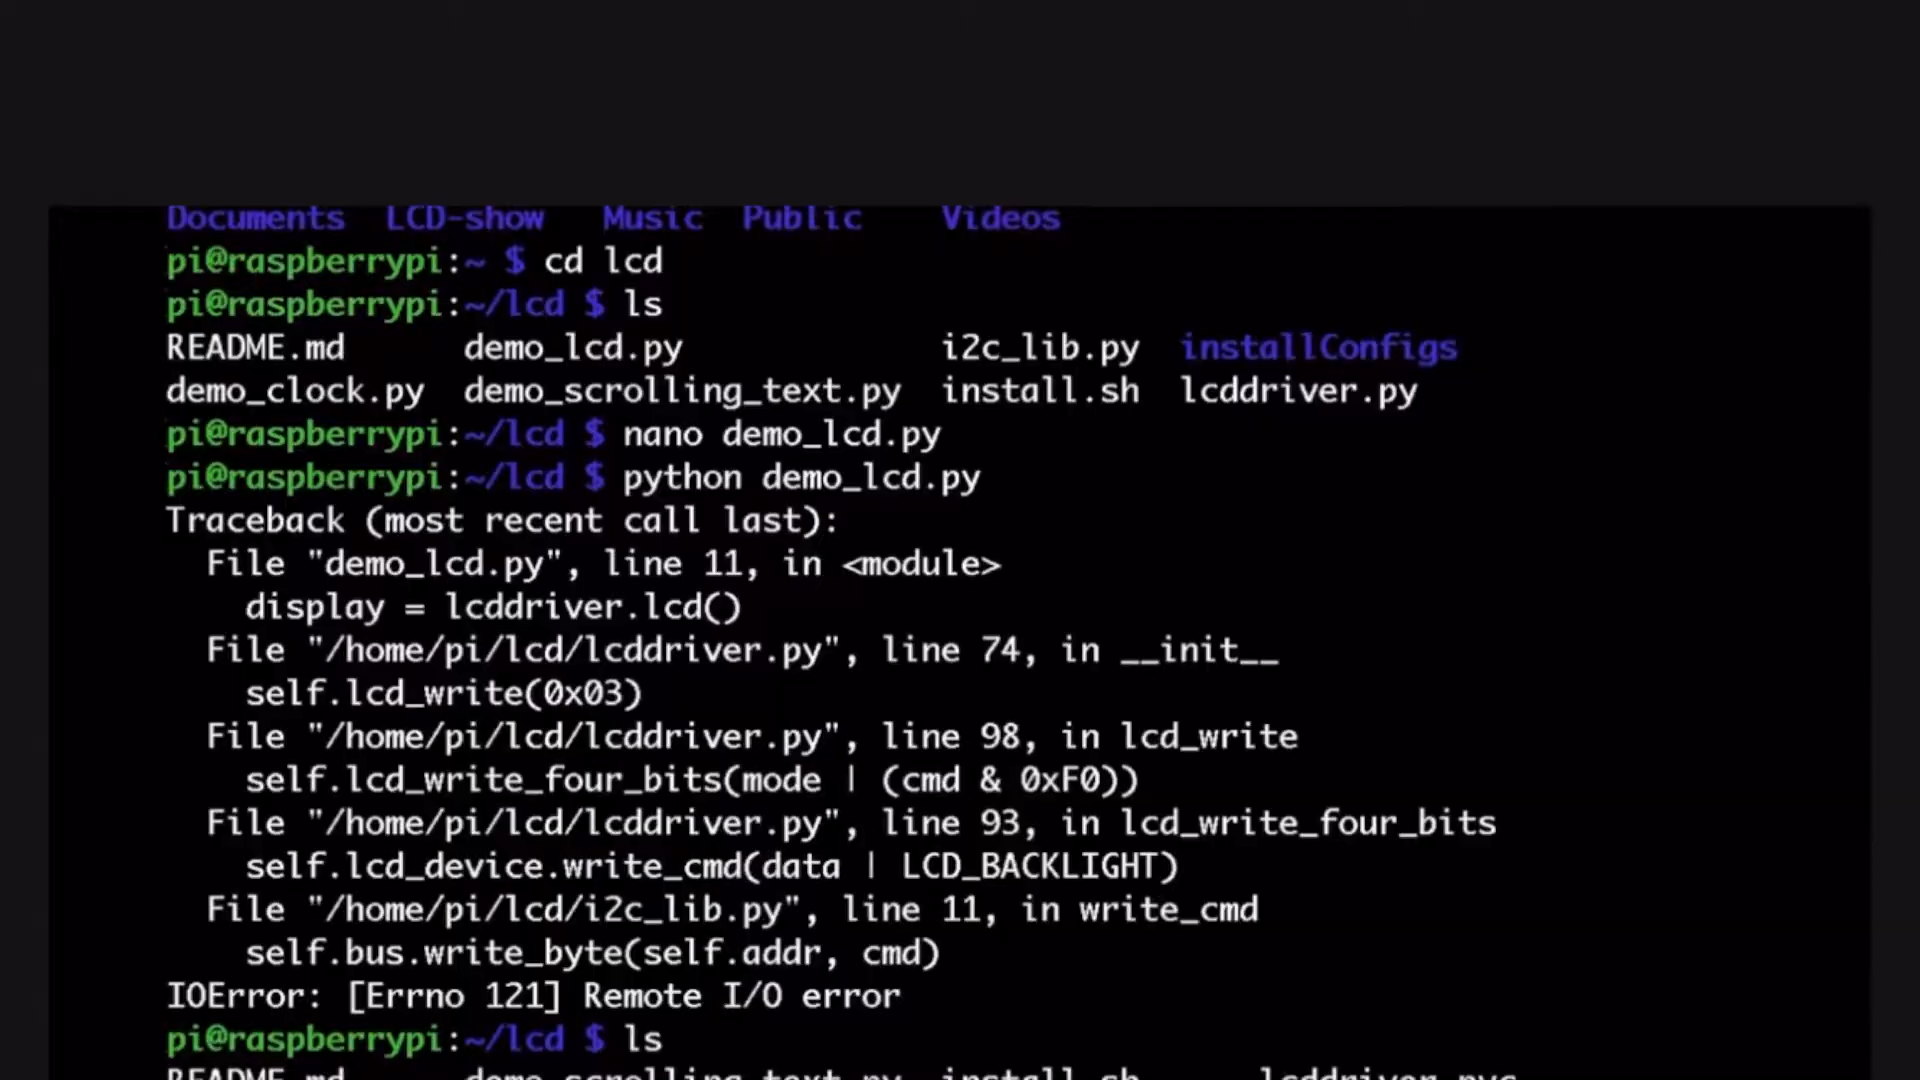 Documents LCD-show Music Public Videos
pi@raspberrypi:~ $ cd lcd
pi@raspberrypi:~/lcd $ ls
README.md demo_lcd.py i2c_lib.py installConfigs
demo_clock.py demo_scrolling_text.py install.sh lcddriver.py
pi@raspberrypi:~/lcd $ nano demo_lcd.py
pi@raspberrypi:~/lcd $ python demo_lcd.py
Traceback (most recent call last):
  File "demo_lcd.py", line 11, in <module>
    display = lcddriver.lcd()
  File "/home/pi/lcd/lcddriver.py", line 74, in __init__
    self.lcd_write(0x03)
  File "/home/pi/lcd/lcddriver.py", line 98, in lcd_write
    self.lcd_write_four_bits(mode | (cmd & 0xF0))
  File "/home/pi/lcd/lcddriver.py", line 93, in lcd_write_four_bits
    self.lcd_device.write_cmd(data | LCD_BACKLIGHT)
  File "/home/pi/lcd/i2c_lib.py", line 11, in write_cmd
    self.bus.write_byte(self.addr, cmd)
IOError: [Errno 121] Remote I/O error
pi@raspberrypi:~/lcd $ ls
README.md demo_scrolling_text.py install.sh lcddriver.pyc